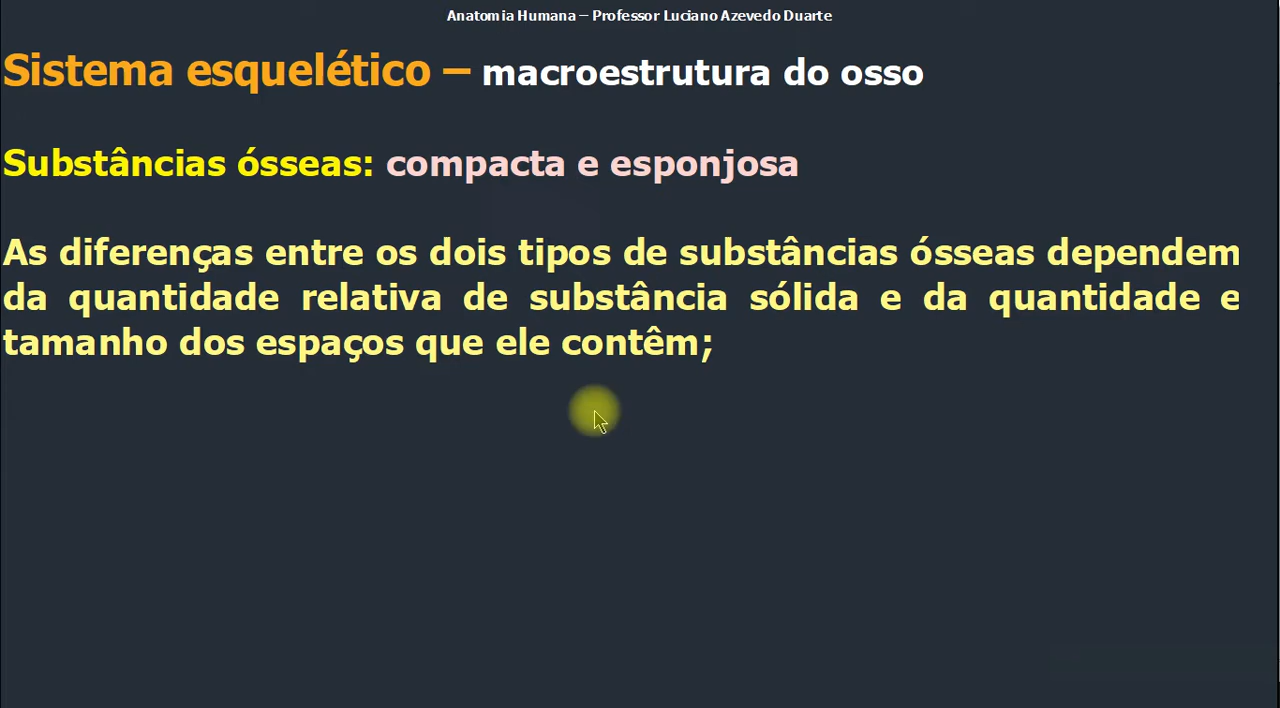 Anatomia Humana – Professor Luciano Azevedo Duarte
Sistema esquelético – macroestrutura do osso
Substâncias ósseas: compacta e esponjosa
As diferenças entre os dois tipos de substâncias ósseas dependem
da quantidade relativa de substância sólida e da quantidade e
tamanho dos espaços que ele contêm;